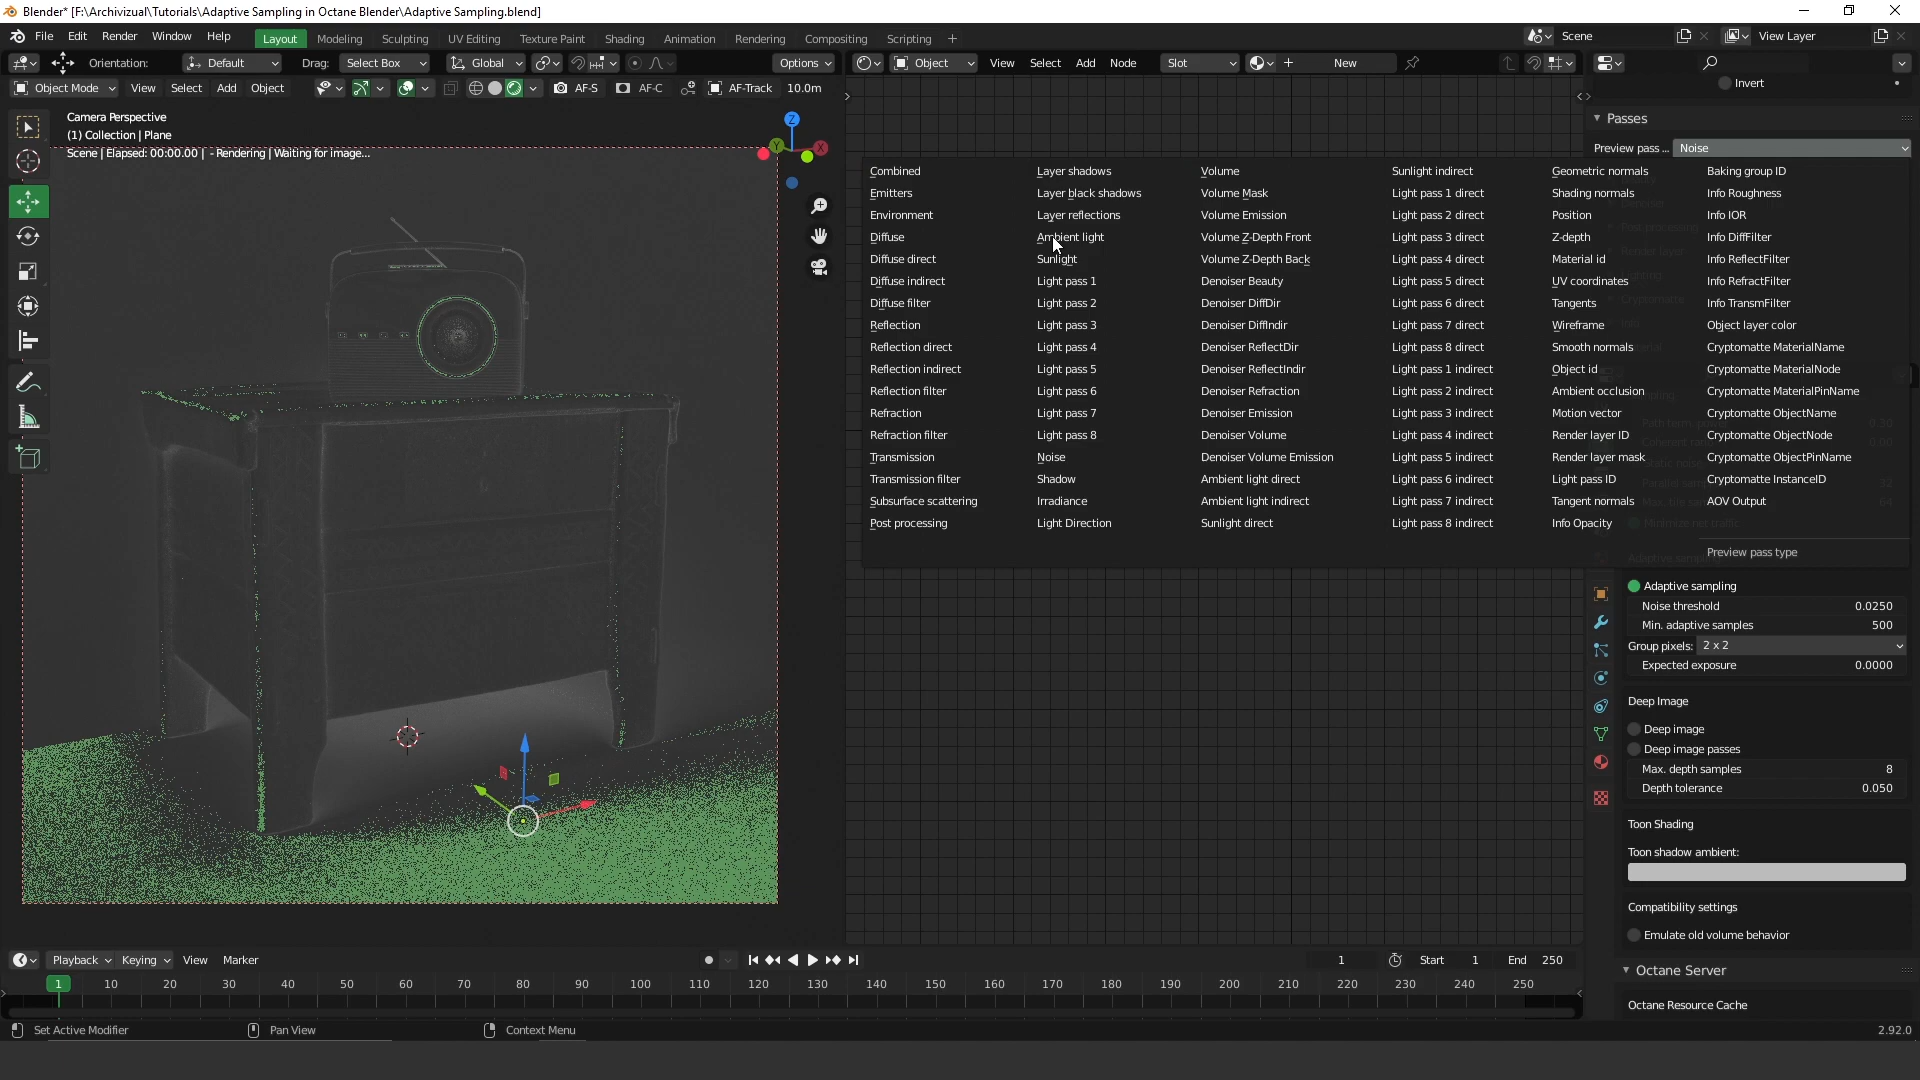 Blender* [F:\Archivizual\Tutorials\Adaptive Sampling in Octane Blender\Adaptive Sampling.blend]
File Edit Render Window Help Layout Modeling Sculpting UV Editing Texture Paint Shading Animation Rendering Compositing Scripting + Scene View Layer
Orientation: Default Drag: Select Box Global Options Object View Select Add Node Slot New
Object Mode View Select Add Object AF-S AF-C AF-Track 10.0m Invert
Camera Perspective
(1) Collection | Plane
Scene | Elapsed: 00:00.00 | - Rendering | Waiting for image...
Passes
Preview pass ... Noise
Combined Layer shadows Volume Sunlight indirect Geometric normals Baking group ID
Emitters Layer black shadows Volume Mask Light pass 1 direct Shading normals Info Roughness
Environment Layer reflections Volume Emission Light pass 2 direct Position Info IOR
Diffuse Ambient light Volume Z-Depth Front Light pass 3 direct Z-depth Info DiffFilter
Diffuse direct Sunlight Volume Z-Depth Back Light pass 4 direct Material id Info ReflectFilter
Diffuse indirect Light pass 1 Denoiser Beauty Light pass 5 direct UV coordinates Info RefractFilter
Diffuse filter Light pass 2 Denoiser DiffDir Light pass 6 direct Tangents Info TransmFilter
Reflection Light pass 3 Denoiser DiffIndir Light pass 7 direct Wireframe Object layer color
Reflection direct Light pass 4 Denoiser ReflectDir Light pass 8 direct Smooth normals Cryptomatte MaterialName
Reflection indirect Light pass 5 Denoiser ReflectIndir Light pass 1 indirect Object id Cryptomatte MaterialNode
Reflection filter Light pass 6 Denoiser Refraction Light pass 2 indirect Ambient occlusion Cryptomatte MaterialPinName
Refraction Light pass 7 Denoiser Emission Light pass 3 indirect Motion vector Cryptomatte ObjectName
Refraction filter Light pass 8 Denoiser Volume Light pass 4 indirect Render layer ID Cryptomatte ObjectNode
Transmission Noise Denoiser Volume Emission Light pass 5 indirect Render layer mask Cryptomatte ObjectPinName
Transmission filter Shadow Ambient light direct Light pass 6 indirect Light pass ID Cryptomatte InstanceID
Subsurface scattering Irradiance Ambient light indirect Light pass 7 indirect Tangent normals AOV Output
Post processing Light Direction Sunlight direct Light pass 8 indirect Info Opacity
Preview pass type
Adaptive sampling
Noise threshold 0.0250
Min. adaptive samples 500
Group pixels: 2 x 2
Expected exposure 0.0000
Deep Image
Deep image
Deep image passes
Max. depth samples 8
Depth tolerance 0.050
Toon Shading
Toon shadow ambient:
Compatibility settings
Emulate old volume behavior
Octane Server
Octane Resource Cache
Z Y X
Playback Keying View Marker 1 Start 1 End 250
1 10 20 30 40 50 60 70 80 90 100 110 120 130 140 150 160 170 180 190 200 210 220 230 240 250
Set Active Modifier Pan View Context Menu 2.92.0